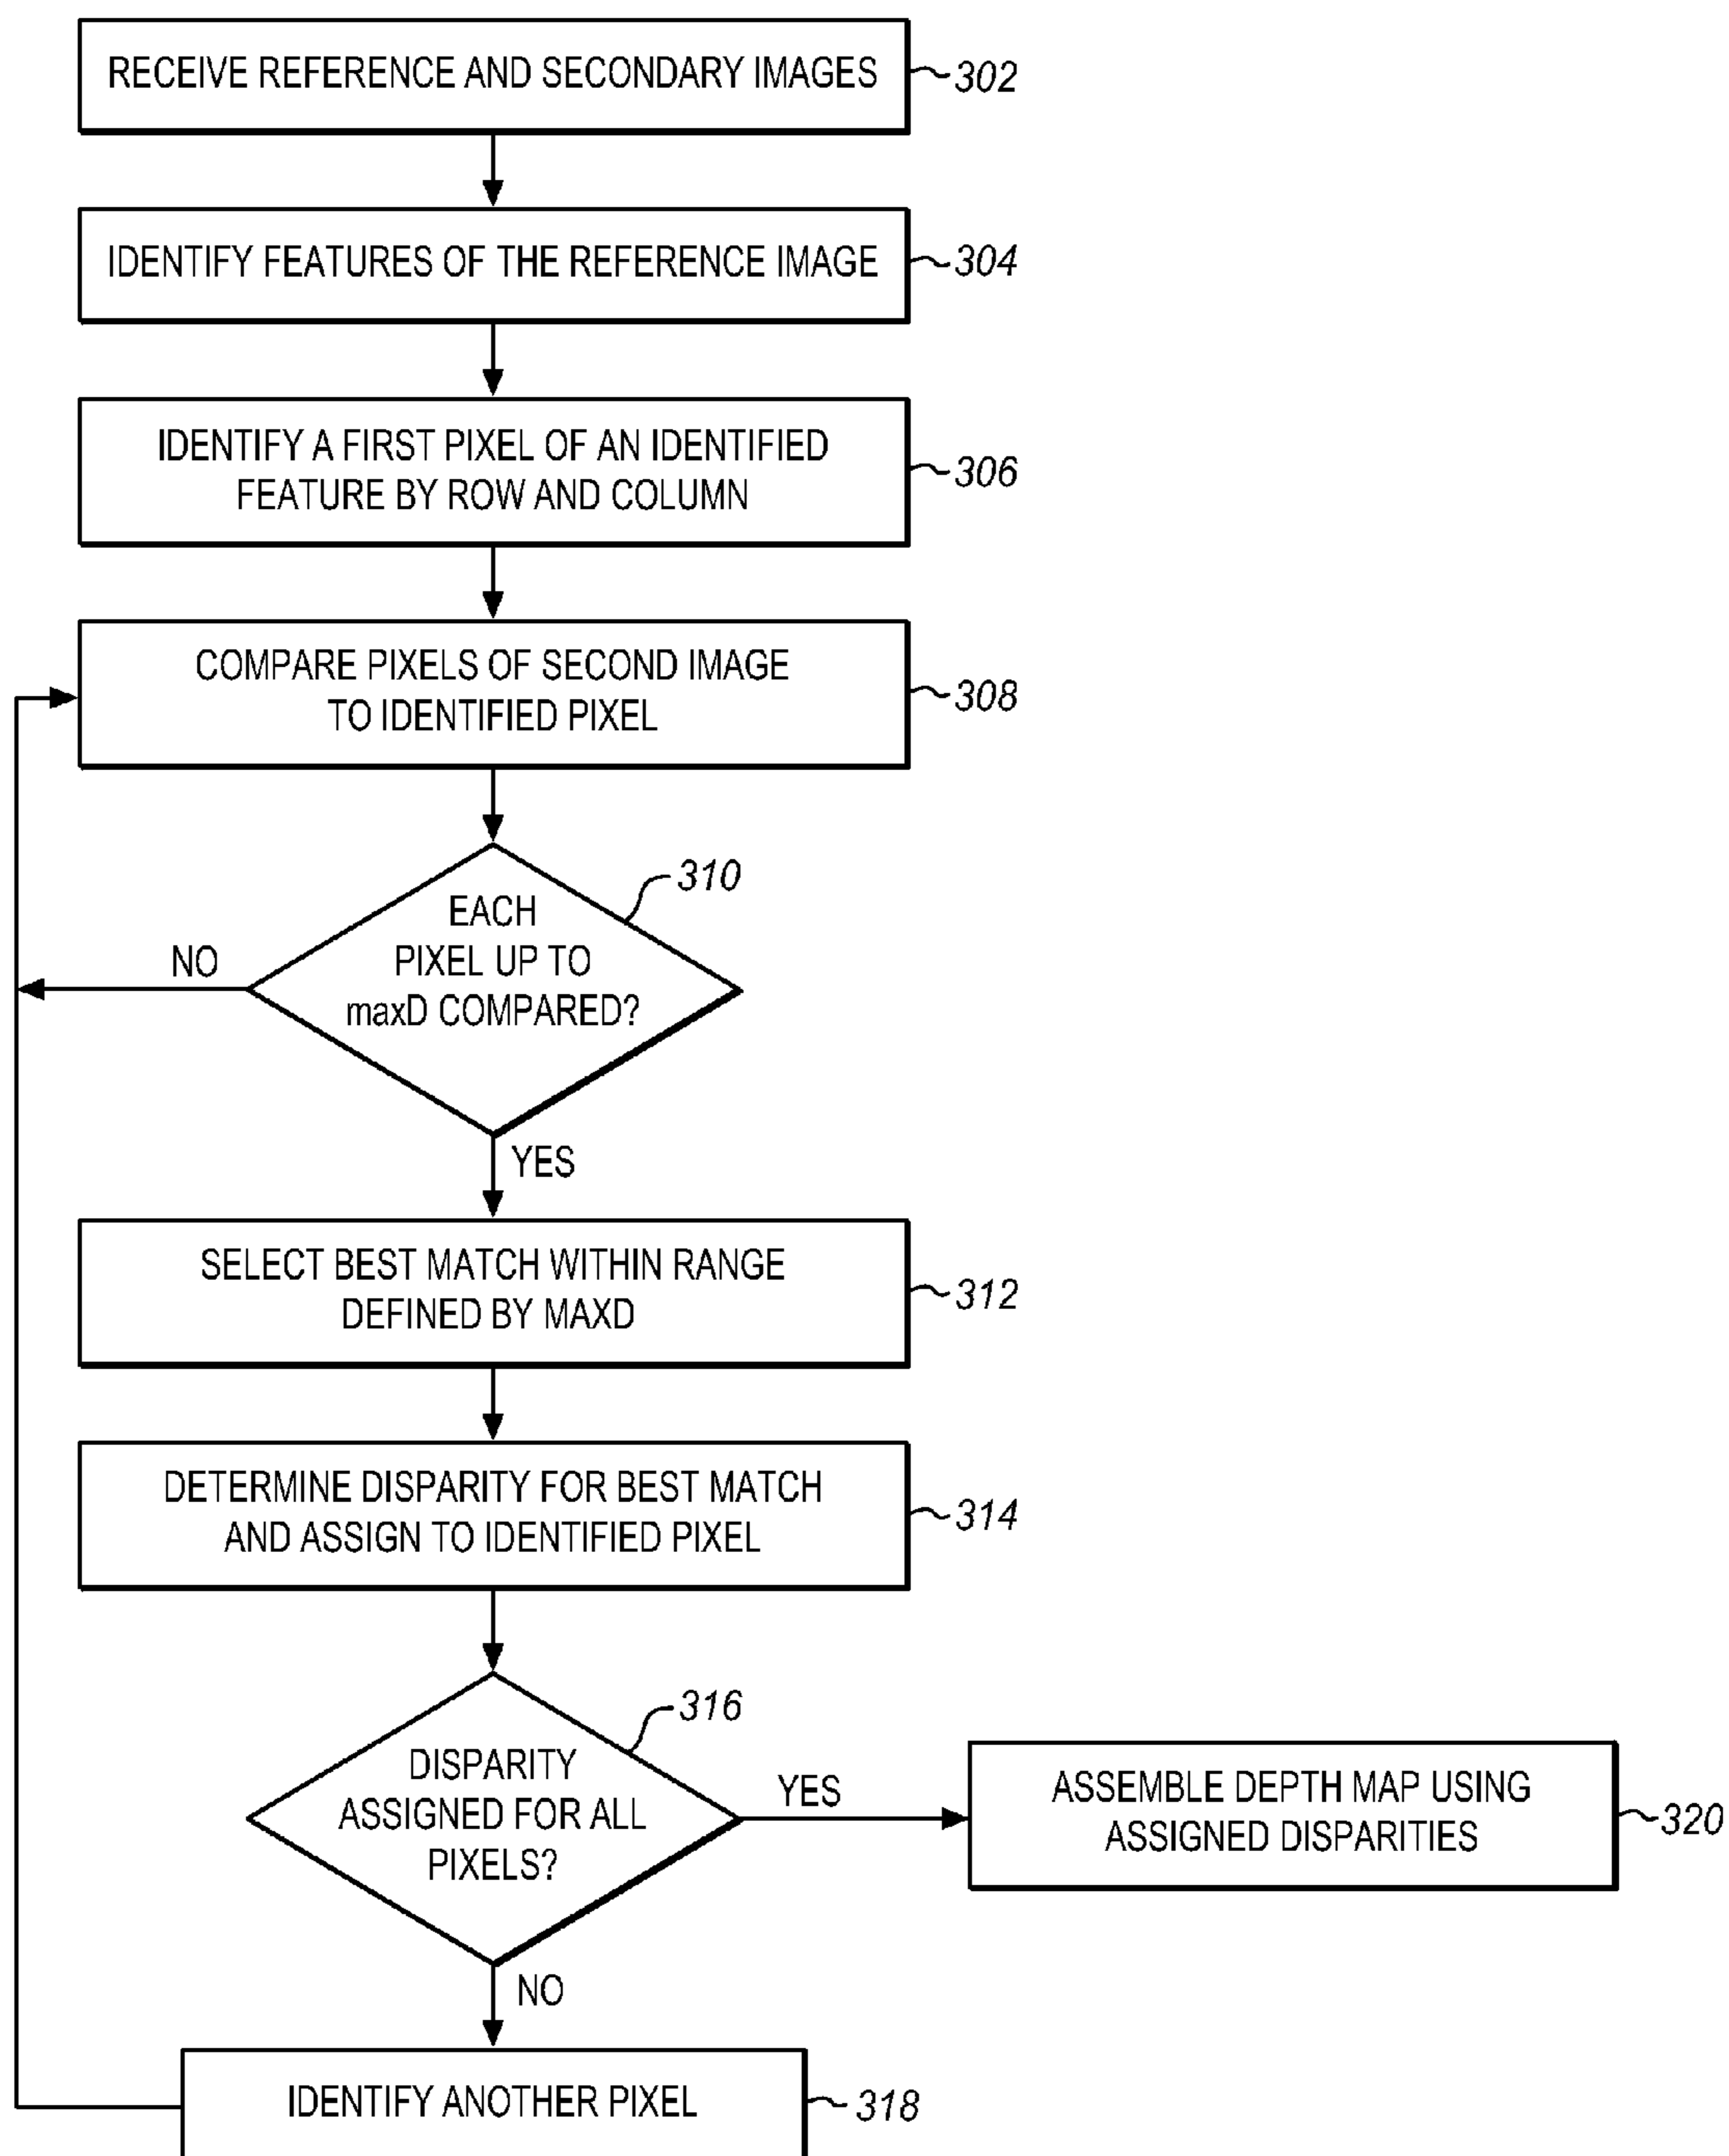 RECEIVE REFERENCE AND SECONDARY IMAGES
302
IDENTIFY FEATURES OF THE REFERENCE IMAGE
304
IDENTIFY A FIRST PIXEL OF AN IDENTIFIED
FEATURE BY ROW AND COLUMN
306
COMPARE PIXELS OF SECOND IMAGE
TO IDENTIFIED PIXEL
308
310
EACH
PIXEL UP TO
maxD COMPARED?
NO
YES
SELECT BEST MATCH WITHIN RANGE
DEFINED BY MAXD
312
DETERMINE DISPARITY FOR BEST MATCH
AND ASSIGN TO IDENTIFIED PIXEL
314
316
DISPARITY
ASSIGNED FOR ALL
PIXELS?
YES
ASSEMBLE DEPTH MAP USING
ASSIGNED DISPARITIES
320
NO
IDENTIFY ANOTHER PIXEL
318